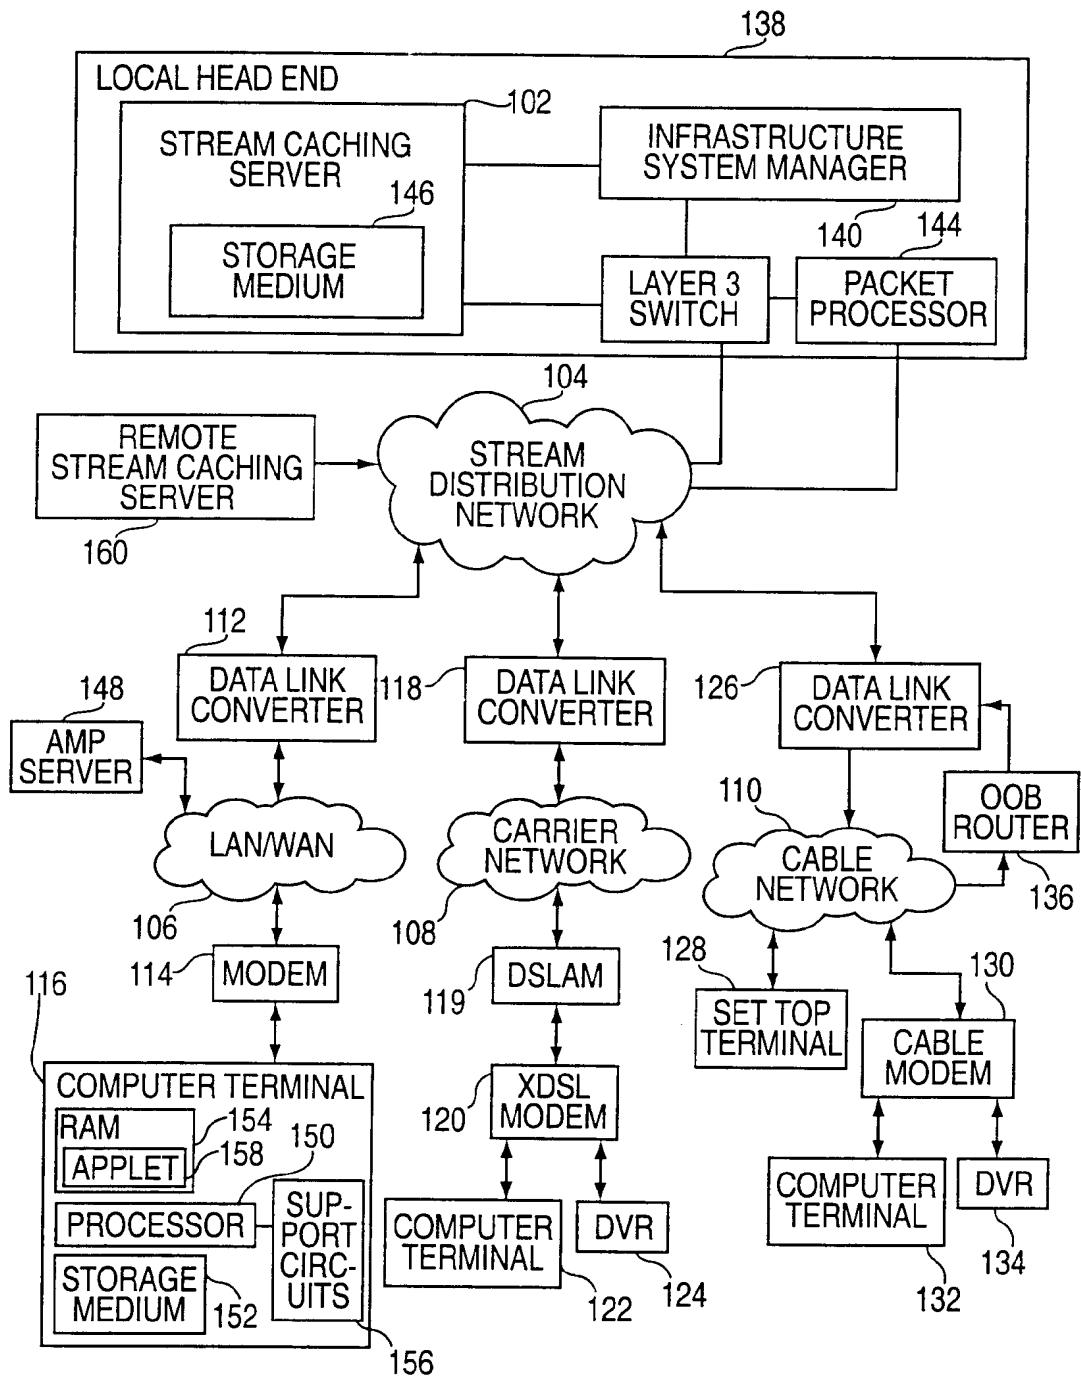 138
LOCAL HEAD END
102
STREAM CACHING
SERVER
146
STORAGE
MEDIUM
INFRASTRUCTURE
SYSTEM MANAGER
140
144
LAYER 3
SWITCH
PACKET
PROCESSOR
104
REMOTE
STREAM CACHING
SERVER
160
STREAM
DISTRIBUTION
NETWORK
112
DATA LINK
CONVERTER
118
DATA LINK
CONVERTER
126
DATA LINK
CONVERTER
148
AMP
SERVER
LAN/WAN
106
CARRIER
NETWORK
108
110
CABLE
NETWORK
OOB
ROUTER
136
114
MODEM
119
DSLAM
128
SET TOP
TERMINAL
130
CABLE
MODEM
116
COMPUTER TERMINAL
RAM
154
APPLET
158
150
PROCESSOR
SUP-
PORT
CIRC-
UITS
STORAGE
MEDIUM
152
156
120
XDSL
MODEM
COMPUTER
TERMINAL
122
DVR
124
COMPUTER
TERMINAL
132
DVR
134